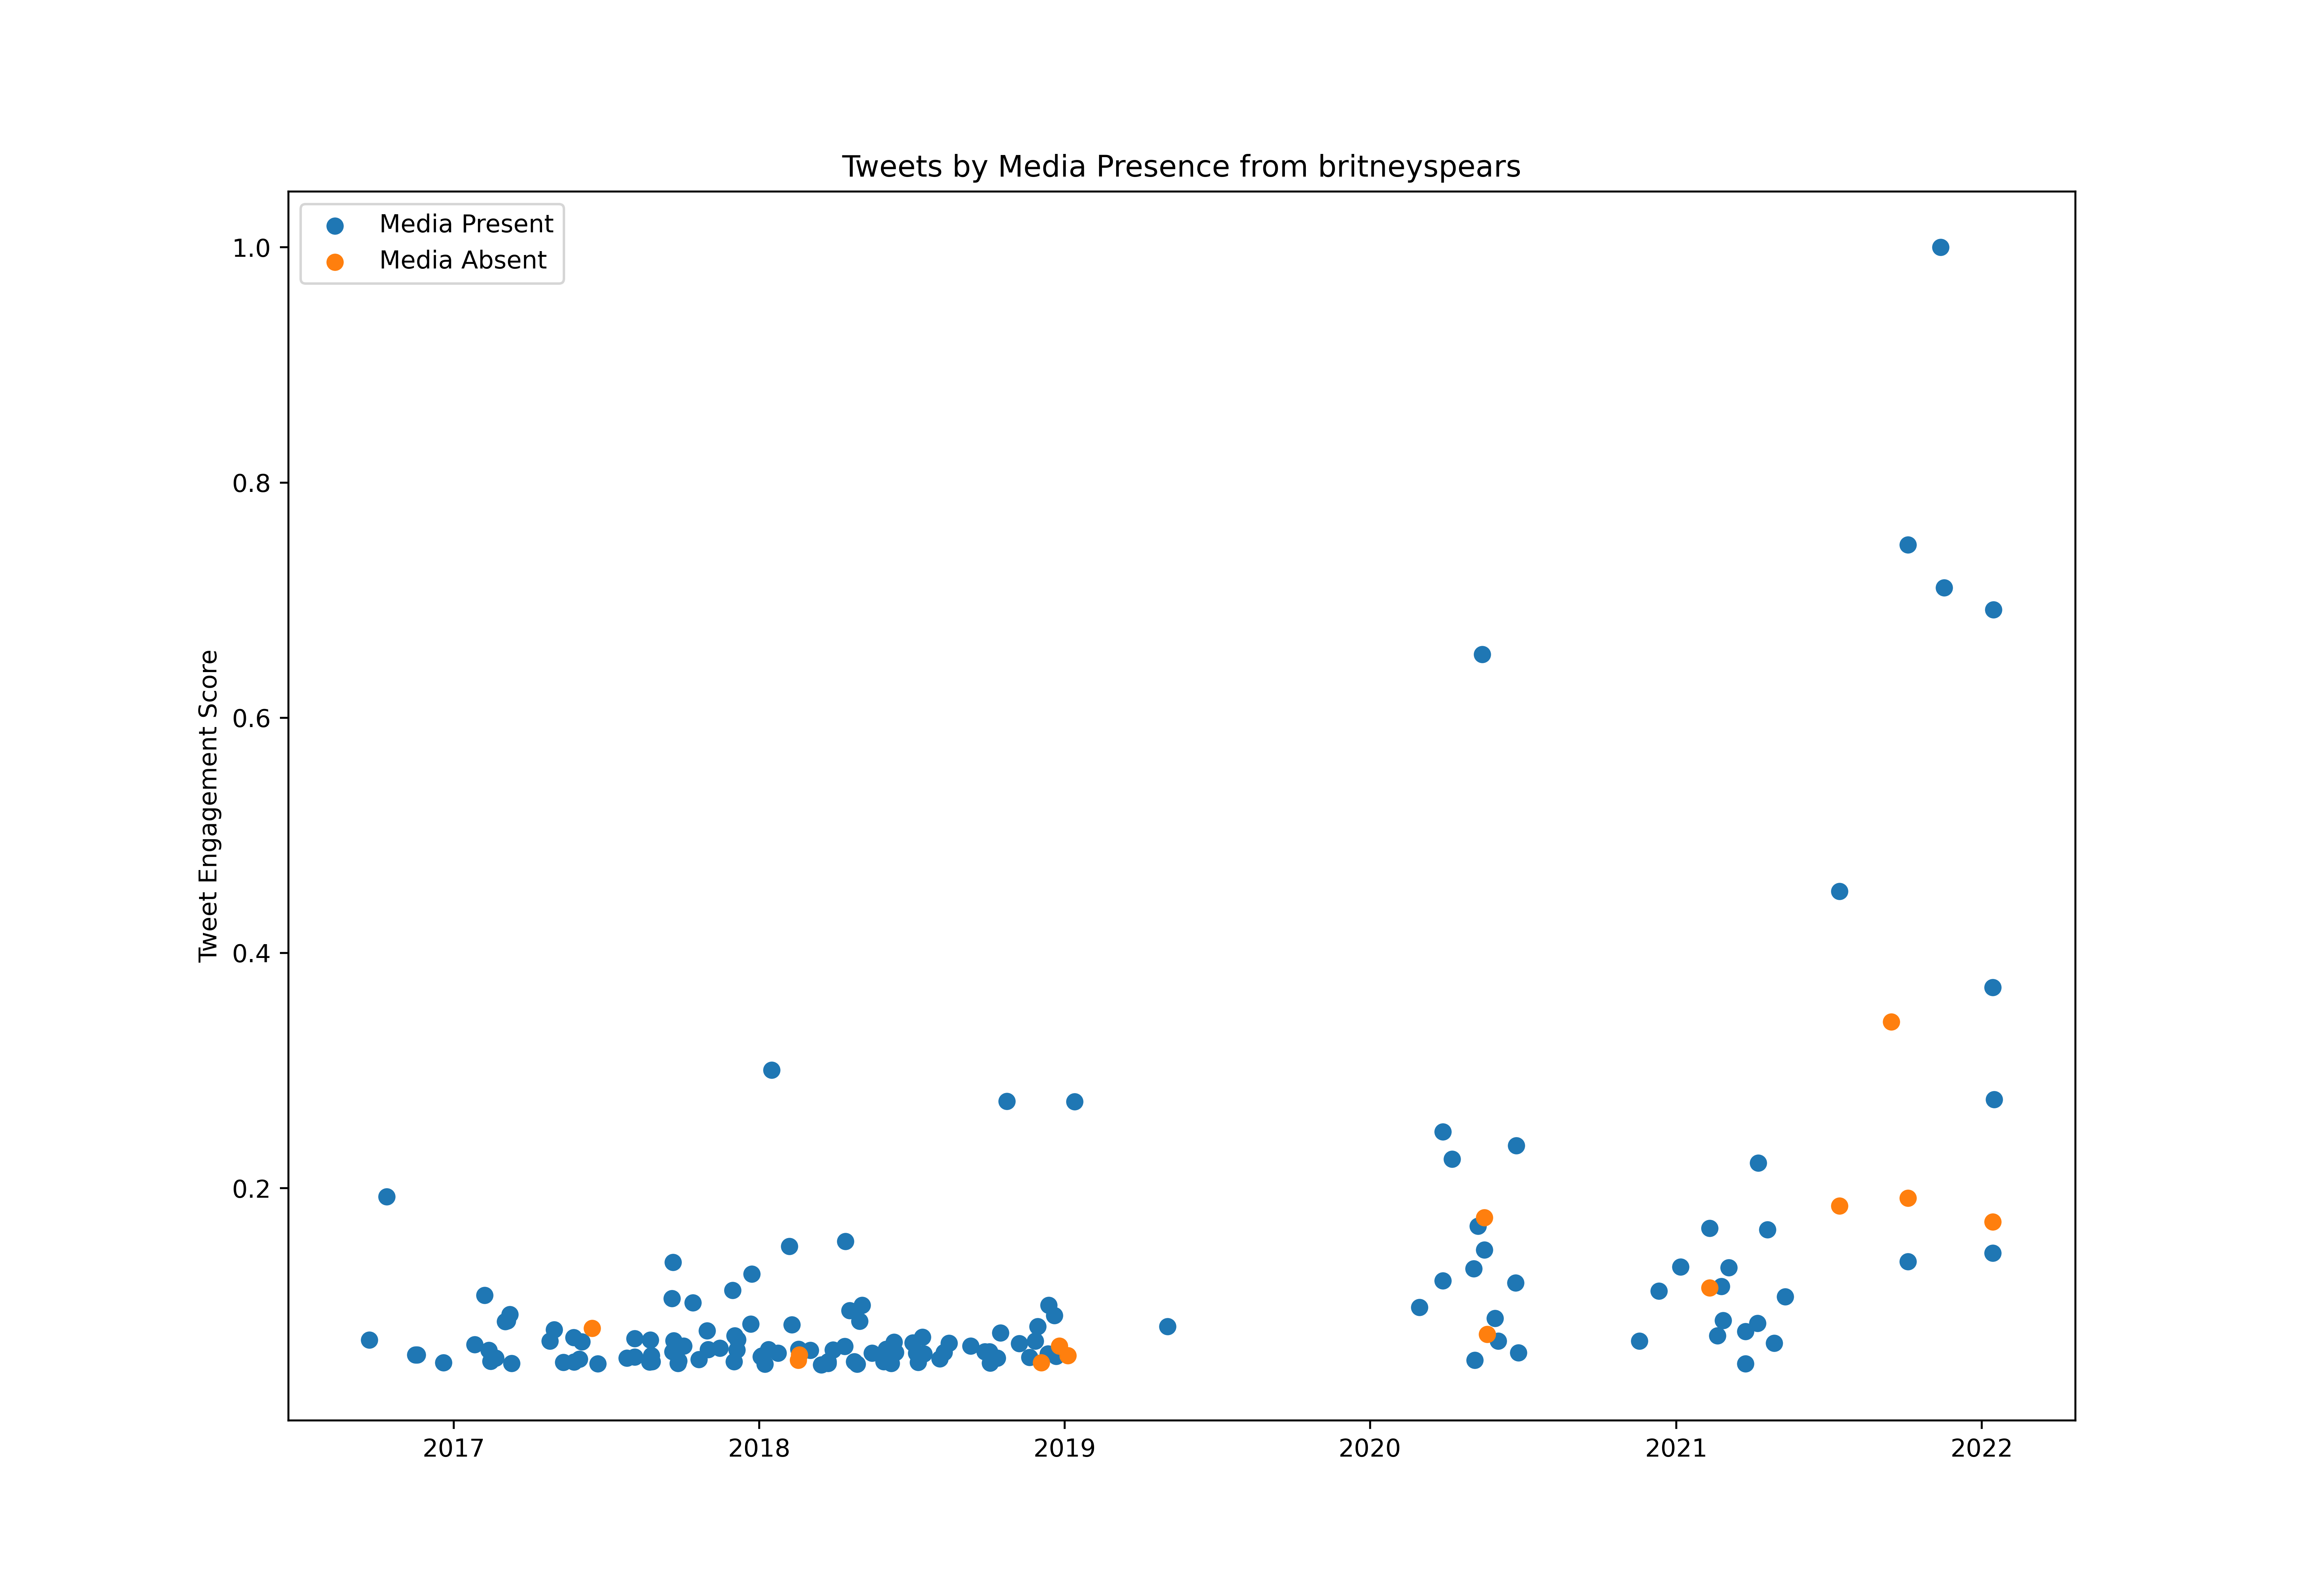 Tweets by Media Presence from britneyspears
Media Present
Media Absent
Tweet Engagement Score
1.0
0.8
0.6
0.4
0.2
2017
2018
2019
2020
2021
2022